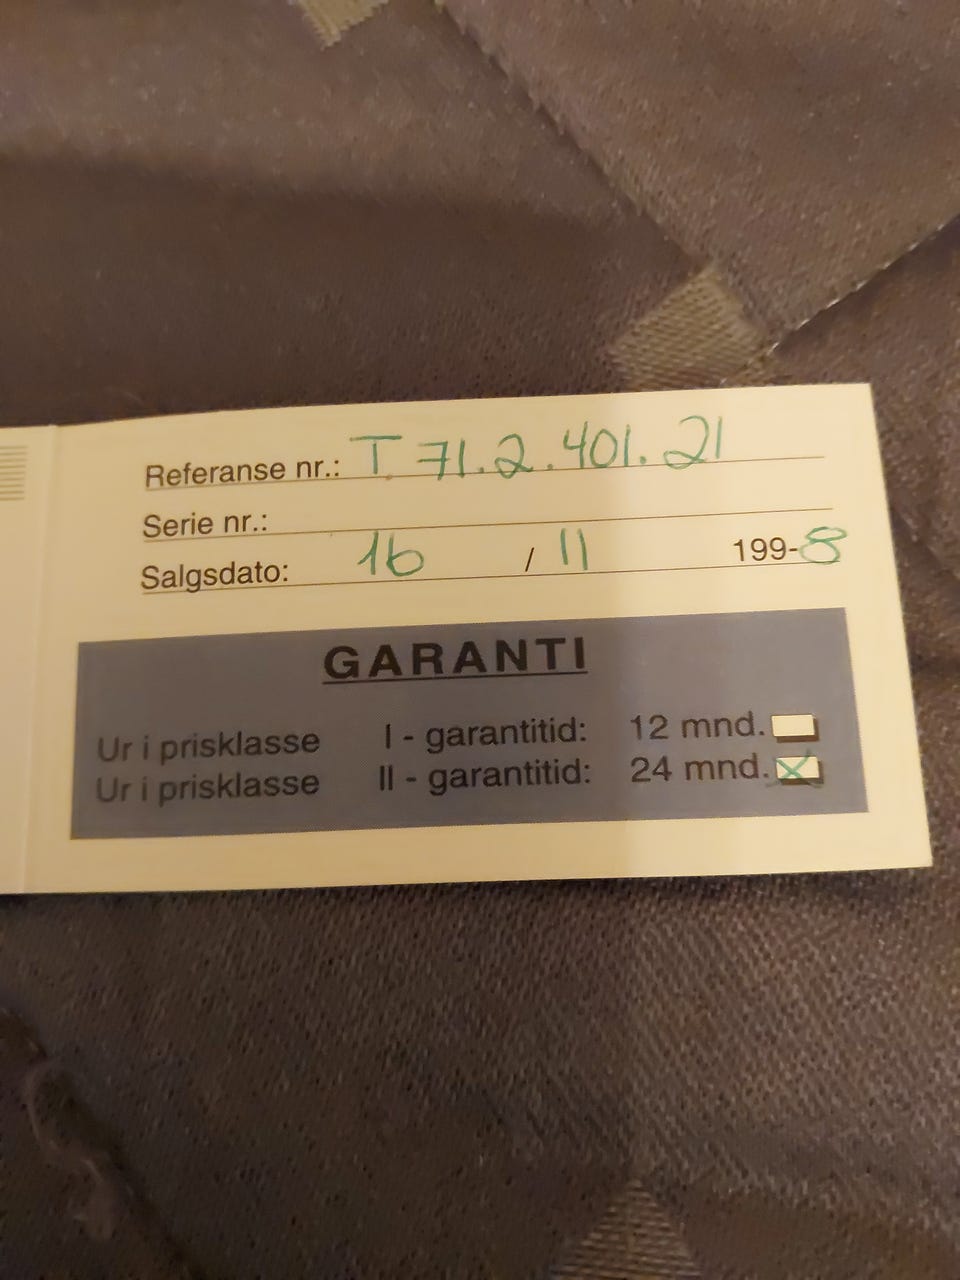 Referanse nr.: T 71.2.401.21
Serie nr.:
Salgsdato: 16 / 11 199-8
GARANTI
Ur i prisklasse I - garantitid: 12 mnd.
Ur i prisklasse II - garantitid: 24 mnd. X